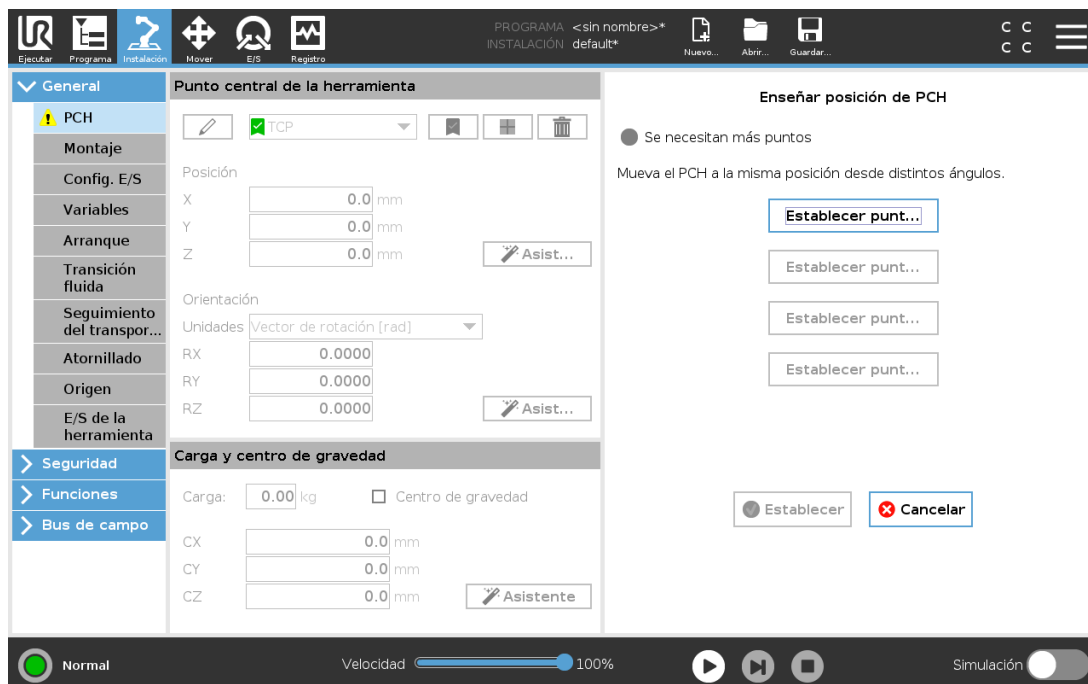 UR
Ejecutar
Programa
Instalación
Mover
E/S
Registro
PROGRAMA <sin nombre>*
INSTALACIÓN default*
Nuevo...
Abrir...
Guardar...
C C
C C
General
PCH
Montaje
Config. E/S
Variables
Arranque
Transición
fluida
Seguimiento
del transpor...
Atornillado
Origen
E/S de la
herramienta
Seguridad
Funciones
Bus de campo
Punto central de la herramienta
TCP
Posición
X 0.0 mm
Y 0.0 mm
Z 0.0 mm Asist...
Orientación
Unidades Vector de rotación [rad]
RX 0.0000
RY 0.0000
RZ 0.0000 Asist...
Carga y centro de gravedad
Carga: 0.00 kg Centro de gravedad
CX 0.0 mm
CY 0.0 mm
CZ 0.0 mm Asistente
Enseñar posición de PCH
Se necesitan más puntos
Mueva el PCH a la misma posición desde distintos ángulos.
Establecer punt...
Establecer punt...
Establecer punt...
Establecer punt...
Establecer Cancelar
Normal
Velocidad 100%
Simulación